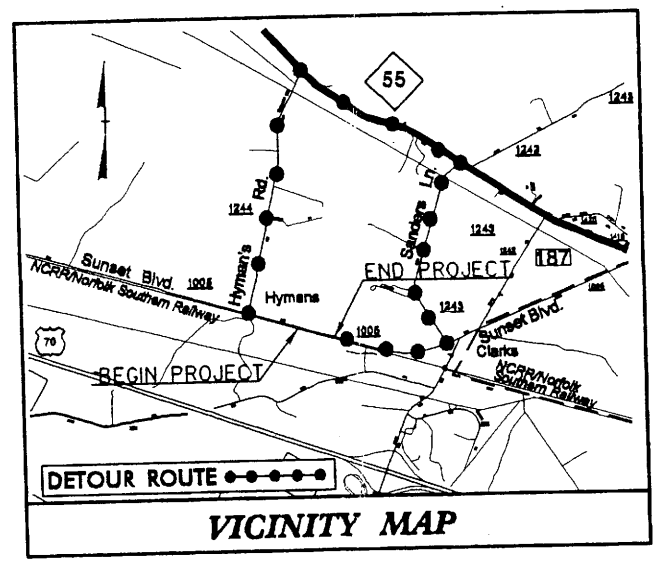 55
1243
1243
Sanders Ln.
Hyman's Rd.
1244
1243
187
END PROJECT
Sunset Blvd.
NCRR/Norfolk Southern Railway
1005
Hymans
1243
1005
Sunset Blvd.
Clarks
70
BEGIN PROJECT
NCRR/Norfolk
Southern Railway
DETOUR ROUTE
VICINITY MAP